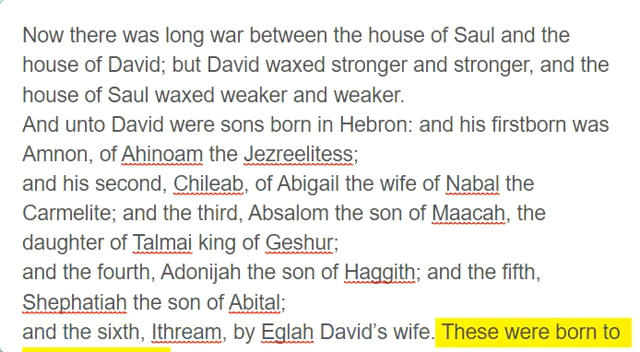 Now there was long war between the house of Saul and the
house of David; but David waxed stronger and stronger, and the
house of Saul waxed weaker and weaker.
And unto David were sons born in Hebron: and his firstborn was
Amnon, of Ahinoam the Jezreelitess;
and his second, Chileab, of Abigail the wife of Nabal the
Carmelite; and the third, Absalom the son of Maacah, the
daughter of Talmai king of Geshur;
and the fourth, Adonijah the son of Haggith; and the fifth,
Shephatiah the son of Abital;
and the sixth, Ithream, by Eglah David’s wife. These were born to